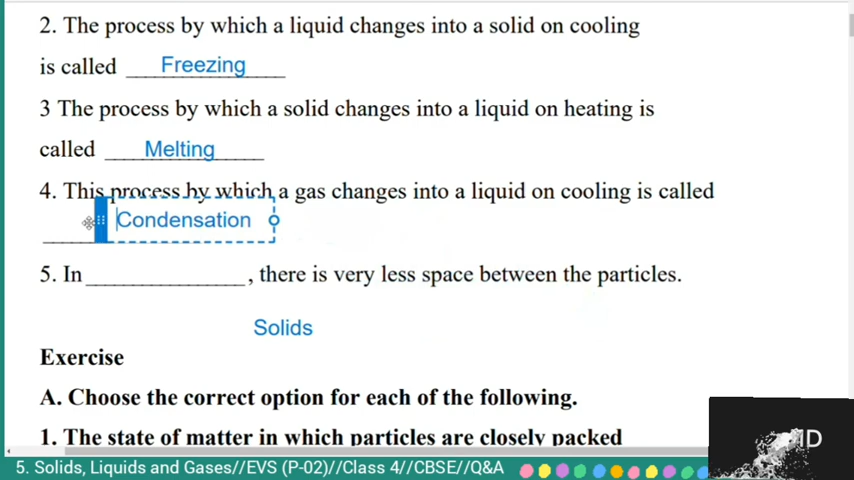 2. The process by which a liquid changes into a solid on cooling
is called Freezing
3 The process by which a solid changes into a liquid on heating is
called Melting
4. This process by which a gas changes into a liquid on cooling is called
Condensation
5. In ______________, there is very less space between the particles.
Solids
Exercise
A. Choose the correct option for each of the following.
1. The state of matter in which particles are closely packed
5. Solids, Liquids and Gases//EVS (P-02)//Class 4//CBSE//Q&A